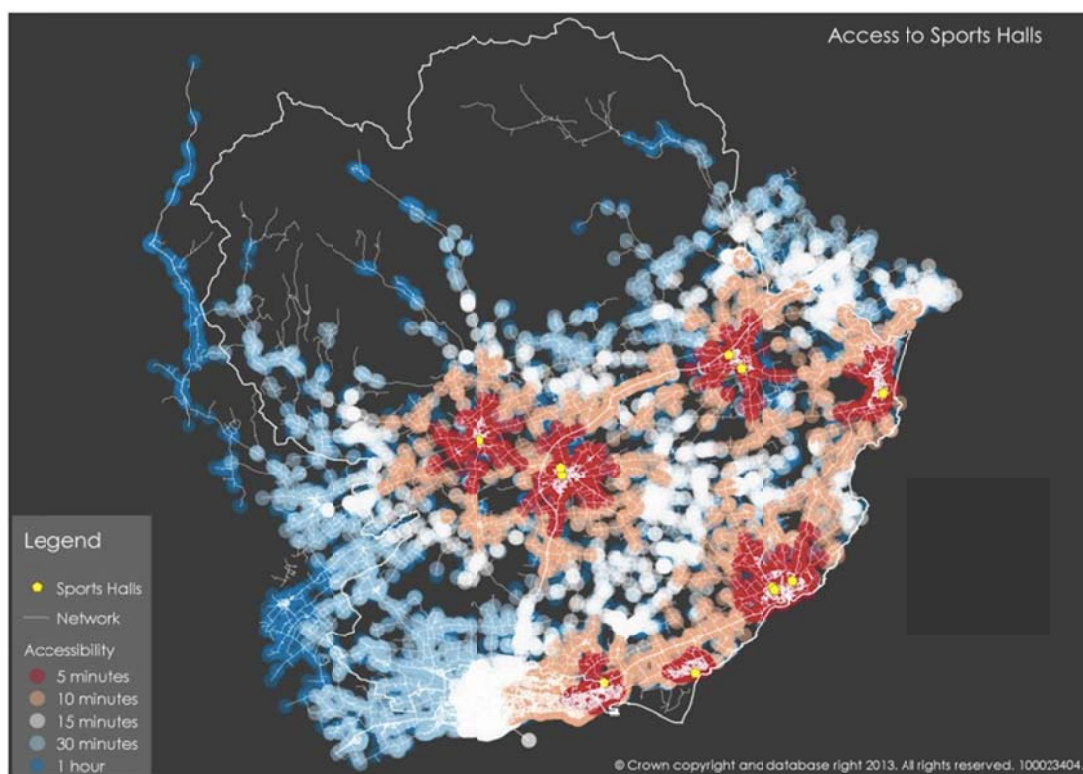 Access to Sports Halls
Legend
Sports Halls
Network
Accessibility
5 minutes
10 minutes
15 minutes
30 minutes
1 hour
© Crown copyright and database right 2013. All rights reserved. 100023404.